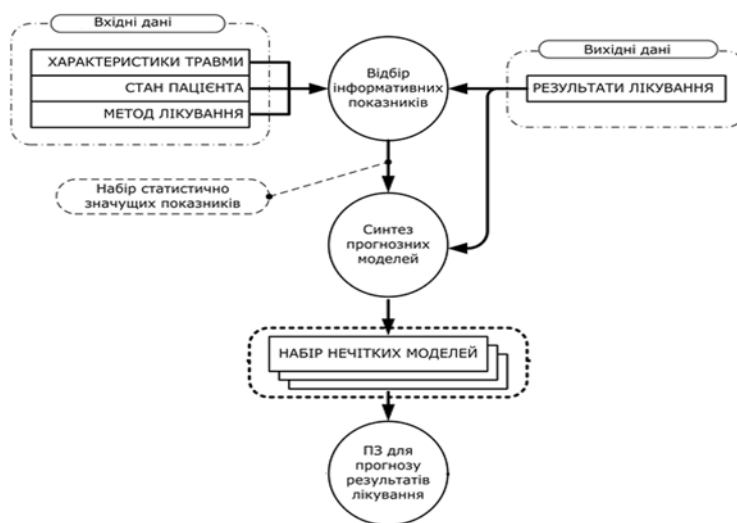 Вхідні дані
ХАРАКТЕРИСТИКИ ТРАВМИ
СТАН ПАЦІЄНТА
МЕТОД ЛІКУВАННЯ
Відбір
інформативних
показників
Вихідні дані
РЕЗУЛЬТАТИ ЛІКУВАННЯ
Набір статистично
значущих показників
Синтез
прогнозних
моделей
НАБІР НЕЧІТКИХ МОДЕЛЕЙ
ПЗ для
прогнозу
результатів
лікування